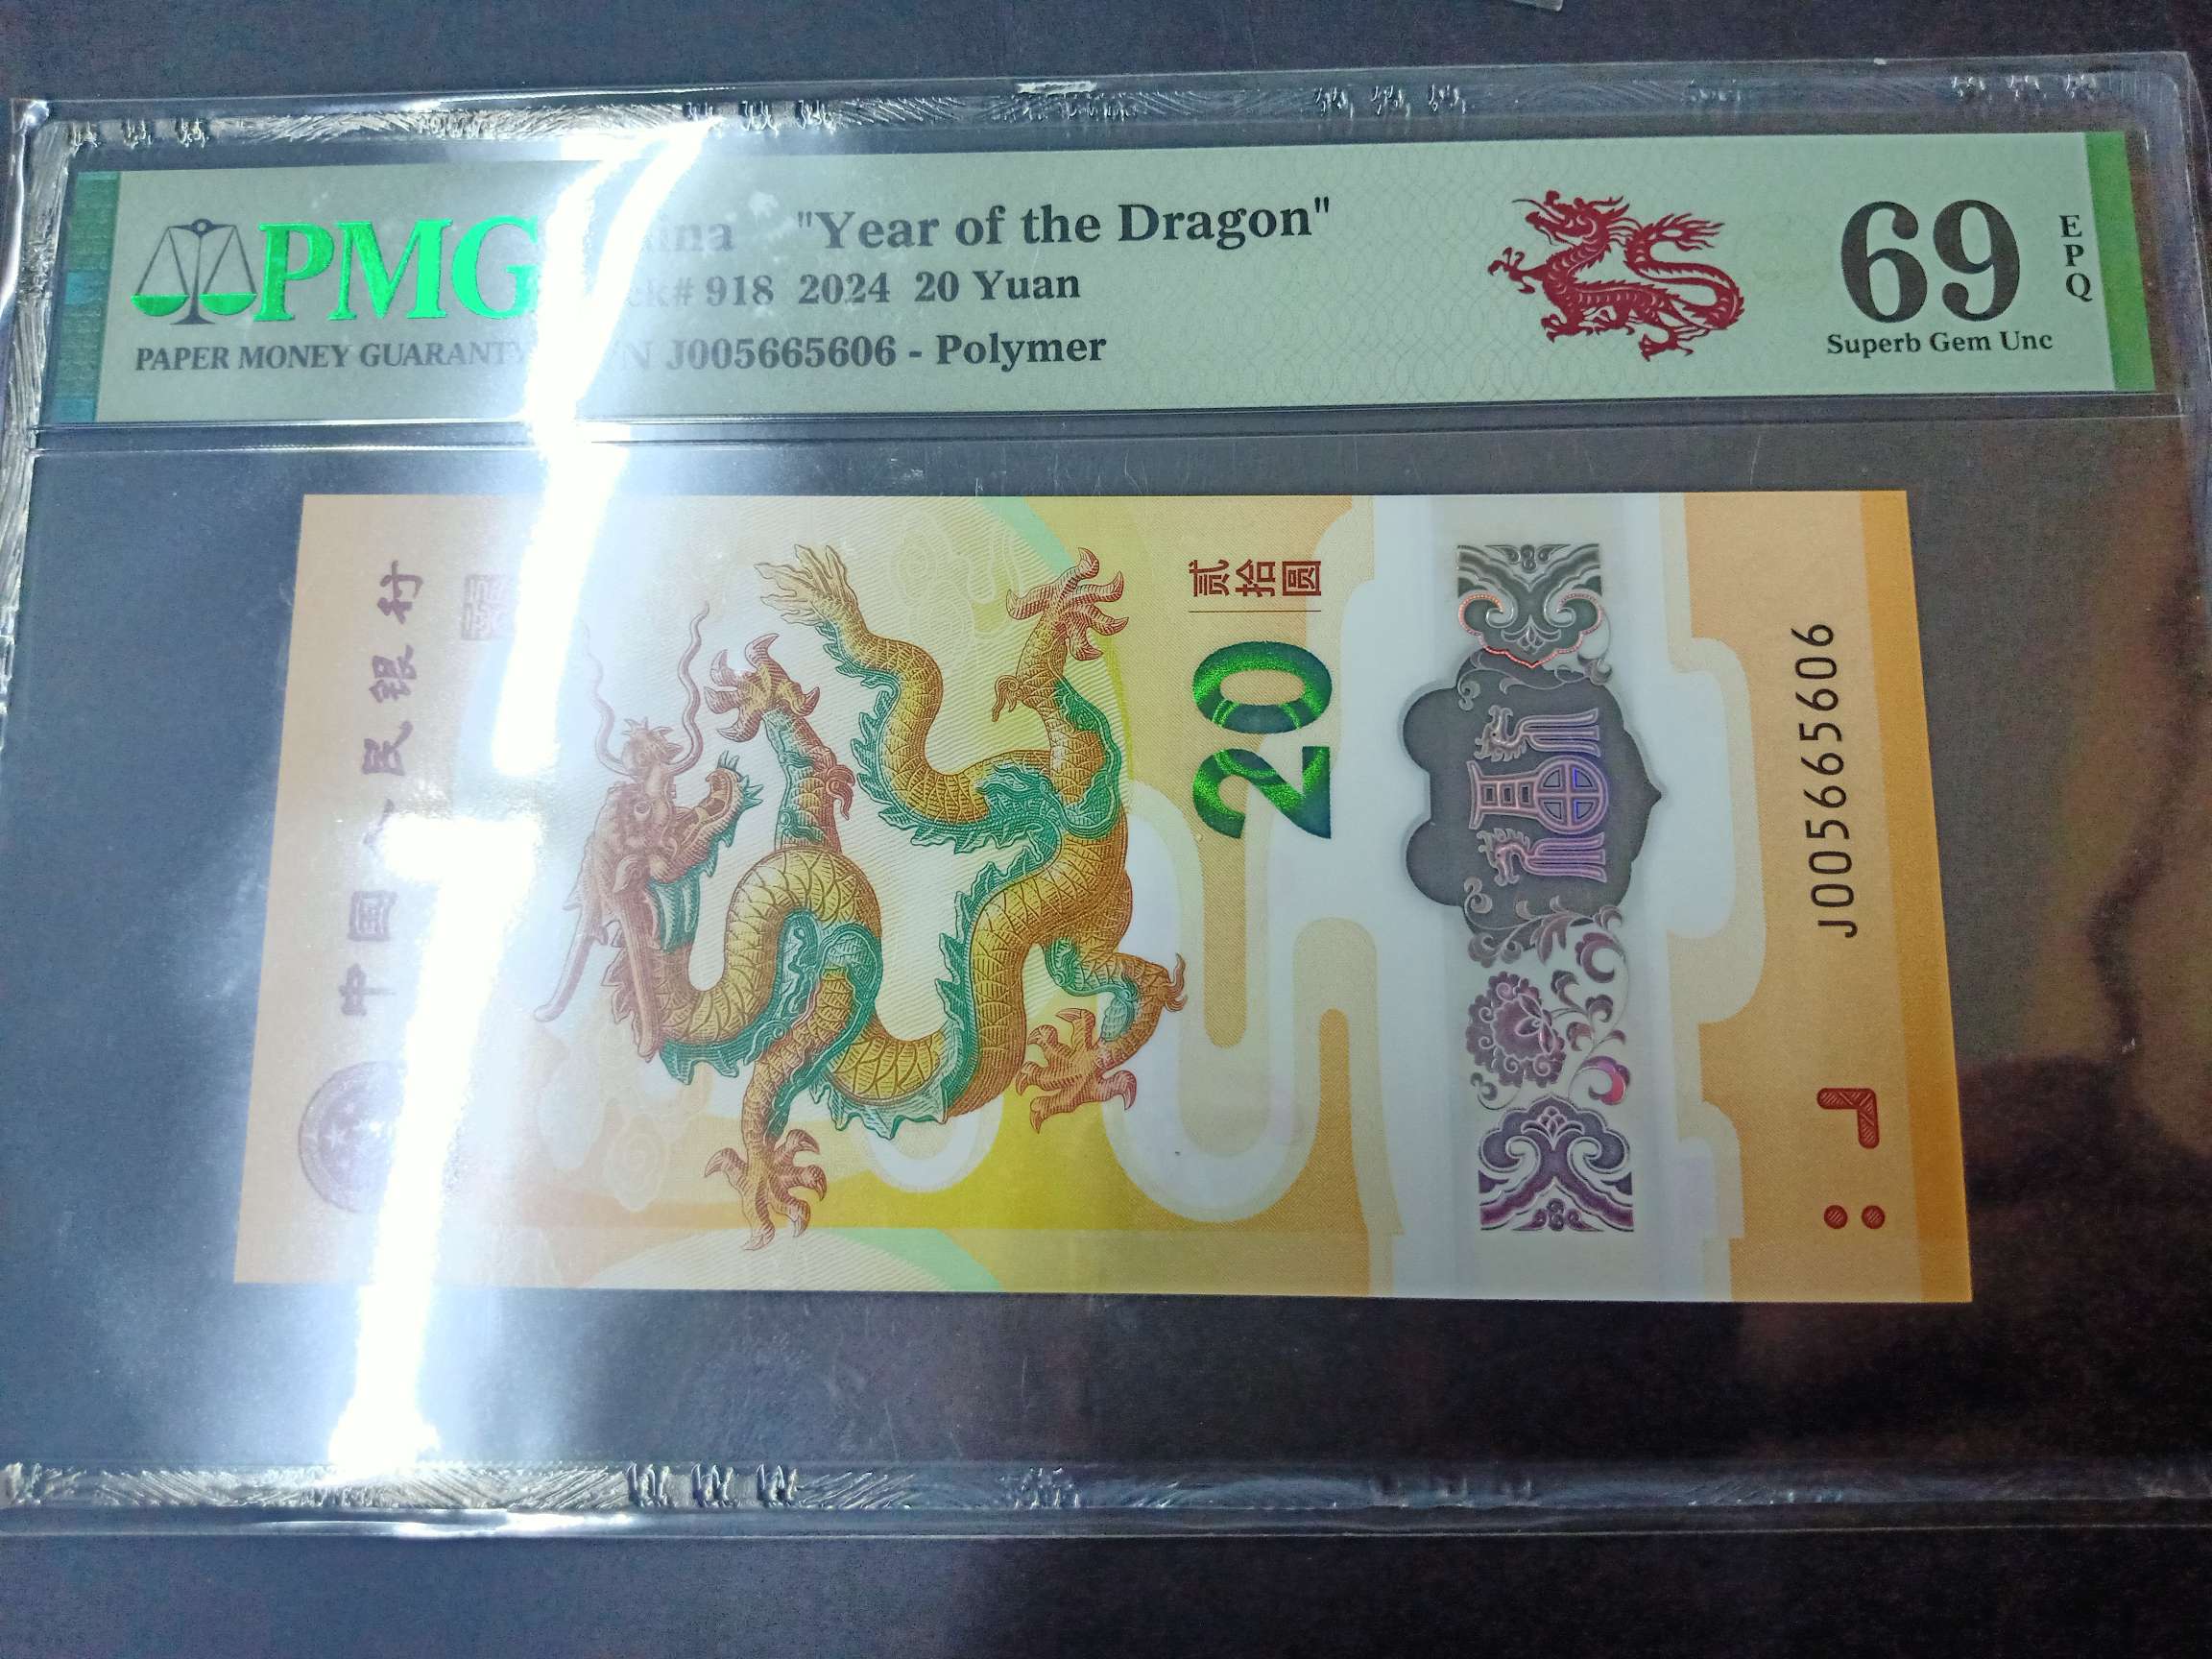 PMG
PAPER MONEY GUARANTY
"Year of the Dragon"
918 2024 20 Yuan
J005665606 - Polymer
69
EPQ
Superb Gem Unc
中国人民银行
贰拾圆
20
J005665606